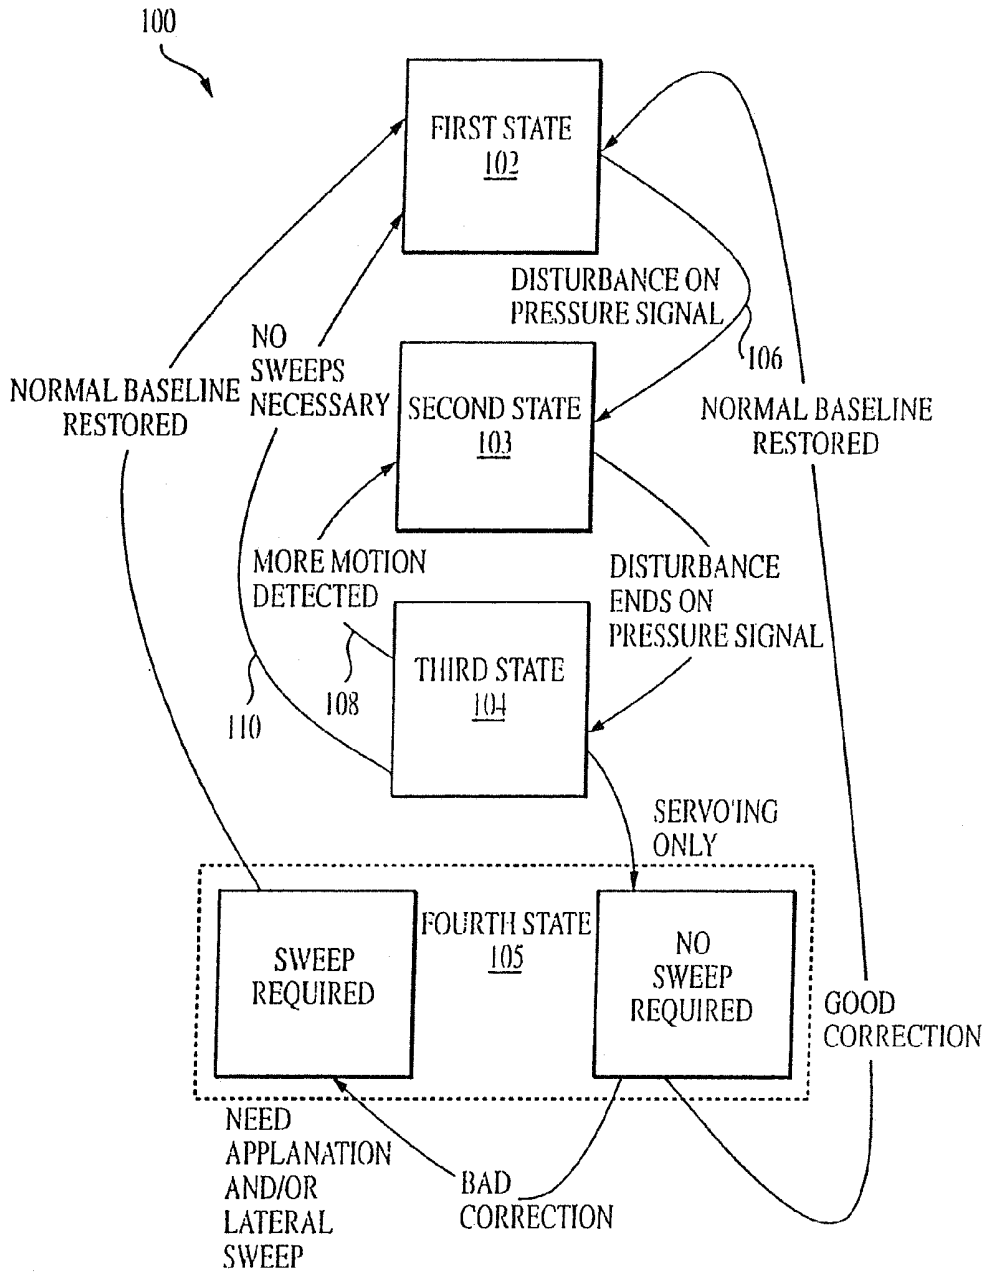 100
FIRST STATE
102
DISTURBANCE ON
PRESSURE SIGNAL
106
NO
SWEEPS
NECESSARY
NORMAL BASELINE
RESTORED
SECOND STATE
103
NORMAL BASELINE
RESTORED
MORE MOTION
DETECTED
DISTURBANCE
ENDS ON
PRESSURE SIGNAL
THIRD STATE
104
108
110
SERVO'ING
ONLY
FOURTH STATE
105
SWEEP
REQUIRED
NO
SWEEP
REQUIRED
GOOD
CORRECTION
NEED
APPLANATION
AND/OR
LATERAL
SWEEP
BAD
CORRECTION